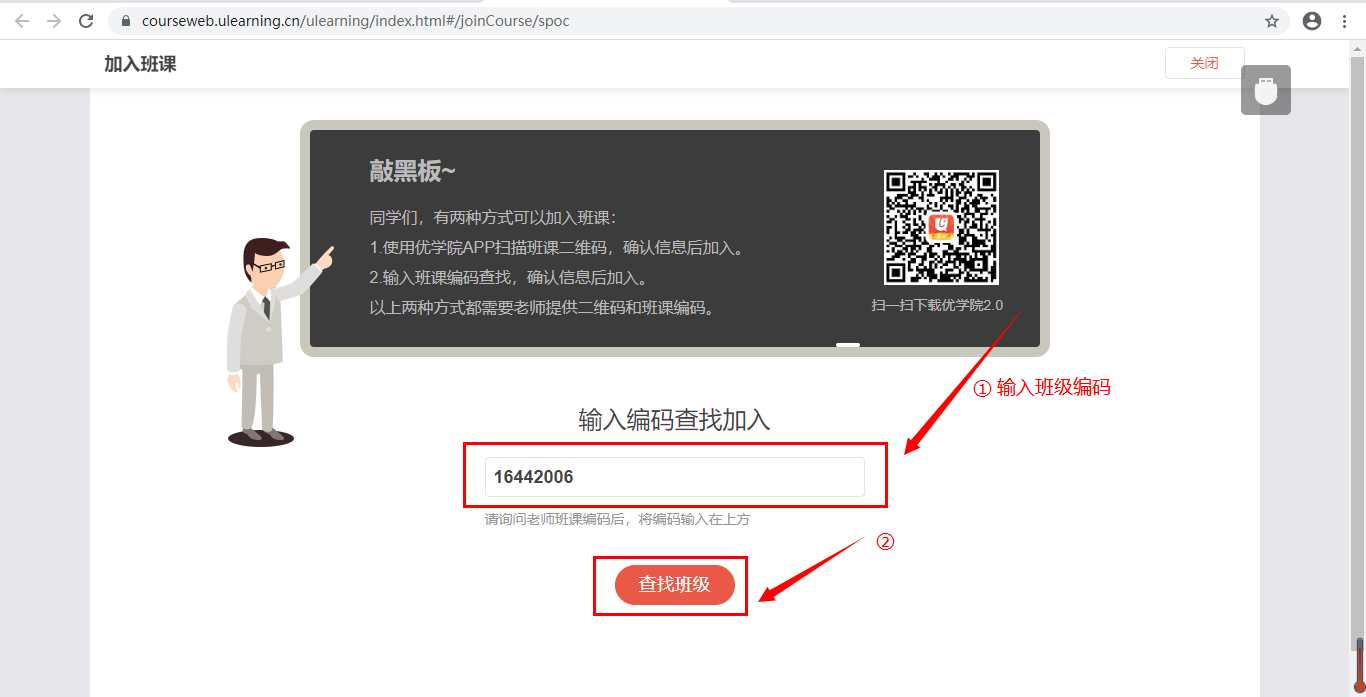 courseweb.ulearning.cn/ulearning/index.html#/joinCourse/spoc
加入班课
关闭
敲黑板~
同学们，有两种方式可以加入班课：
1.使用优学院APP扫描班课二维码，确认信息后加入。
2.输入班课编码查找，确认信息后加入。
以上两种方式都需要老师提供二维码和班课编码。
扫一扫下载优学院2.0
① 输入班级编码
输入编码查找加入
16442006
请询问老师班课编码后，将编码输入在上方
②
查找班级